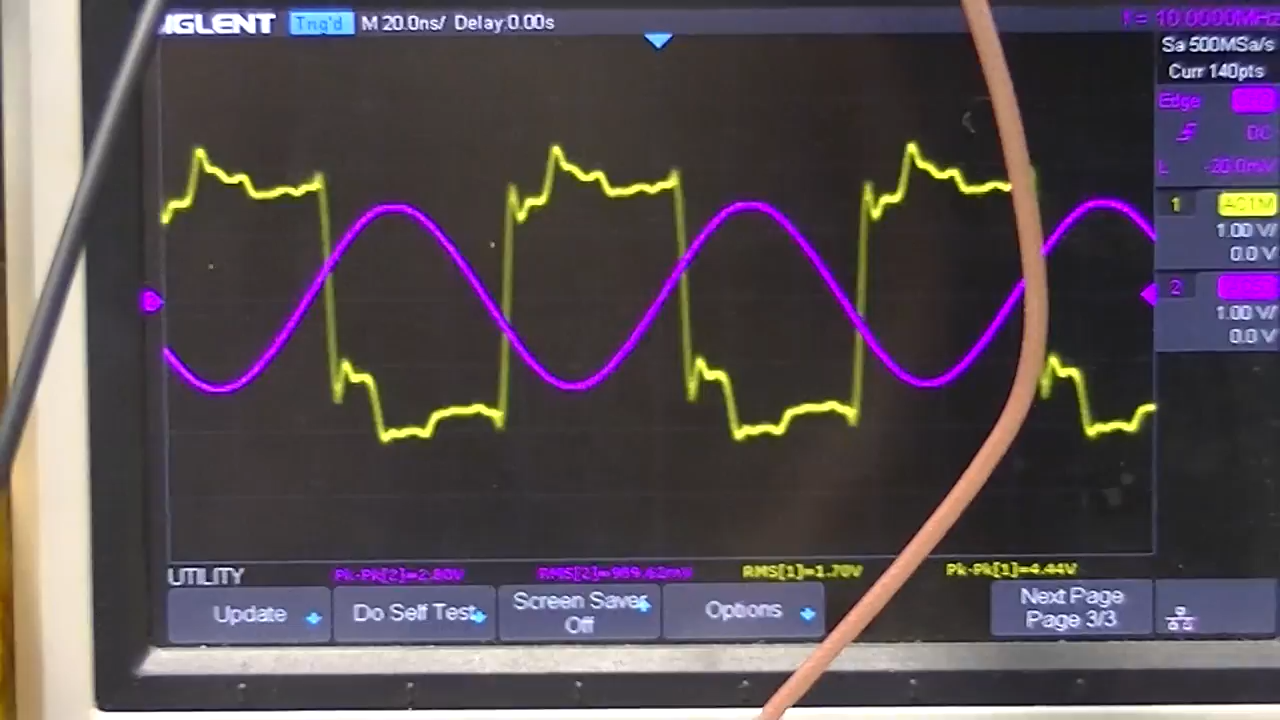 IGLENT Trig'd M 20.0ns/ Delay:0.00s f = 10.0000MHz
Sa 500MSa/s
Curr 140pts
Edge
DC
L -20.0mV
1 AC1M
1.00 V/
0.0 V
2
1.00 V/
0.0 V
UTILITY Pk-Pk[2]=2.80V RMS[2]=989.62mV RMS[1]=1.70V Pk-Pk[1]=4.44V
Update Do Self Test Screen Saver Off Options Next Page Page 3/3